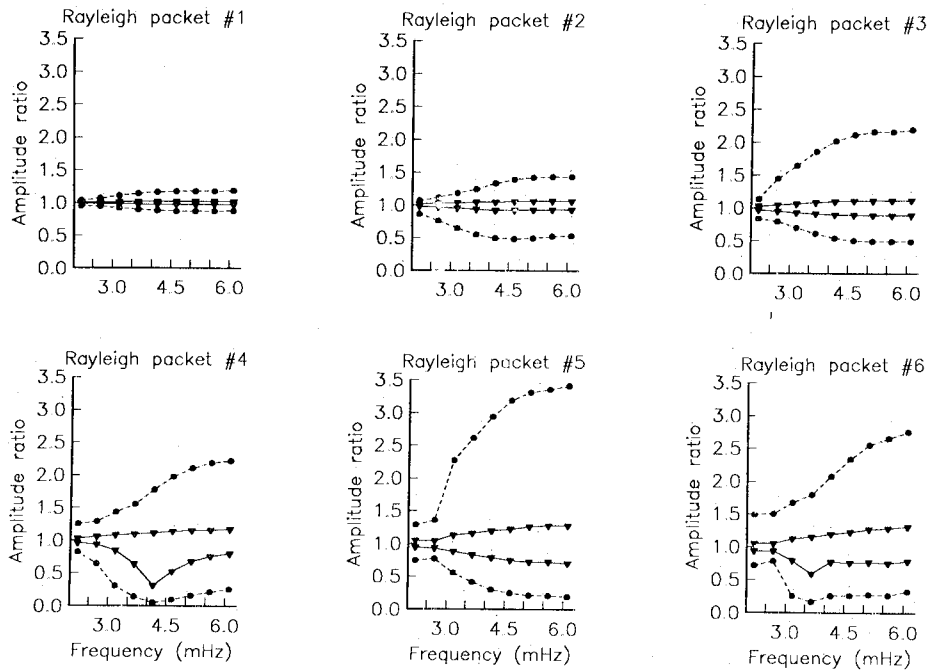 Rayleigh packet #1
Rayleigh packet #2
Rayleigh packet #3
3.5
3.0
2.5
2.0
1.5
1.0
0.5
0.0
Amplitude ratio
3.0 4.5 6.0
3.5
3.0
2.5
2.0
1.5
1.0
0.5
0.0
Amplitude ratio
3.0 4.5 6.0
3.5
3.0
2.5
2.0
1.5
1.0
0.5
0.0
Amplitude ratio
3.0 4.5 6.0
Rayleigh packet #4
Rayleigh packet #5
Rayleigh packet #6
3.5
3.0
2.5
2.0
1.5
1.0
0.5
0.0
Amplitude ratio
3.0 4.5 6.0
Frequency (mHz)
3.5
3.0
2.5
2.0
1.5
1.0
0.5
0.0
Amplitude ratio
3.0 4.5 6.0
Frequency (mHz)
3.5
3.0
2.5
2.0
1.5
1.0
0.5
0.0
Amplitude ratio
3.0 4.5 6.0
Frequency (mHz)